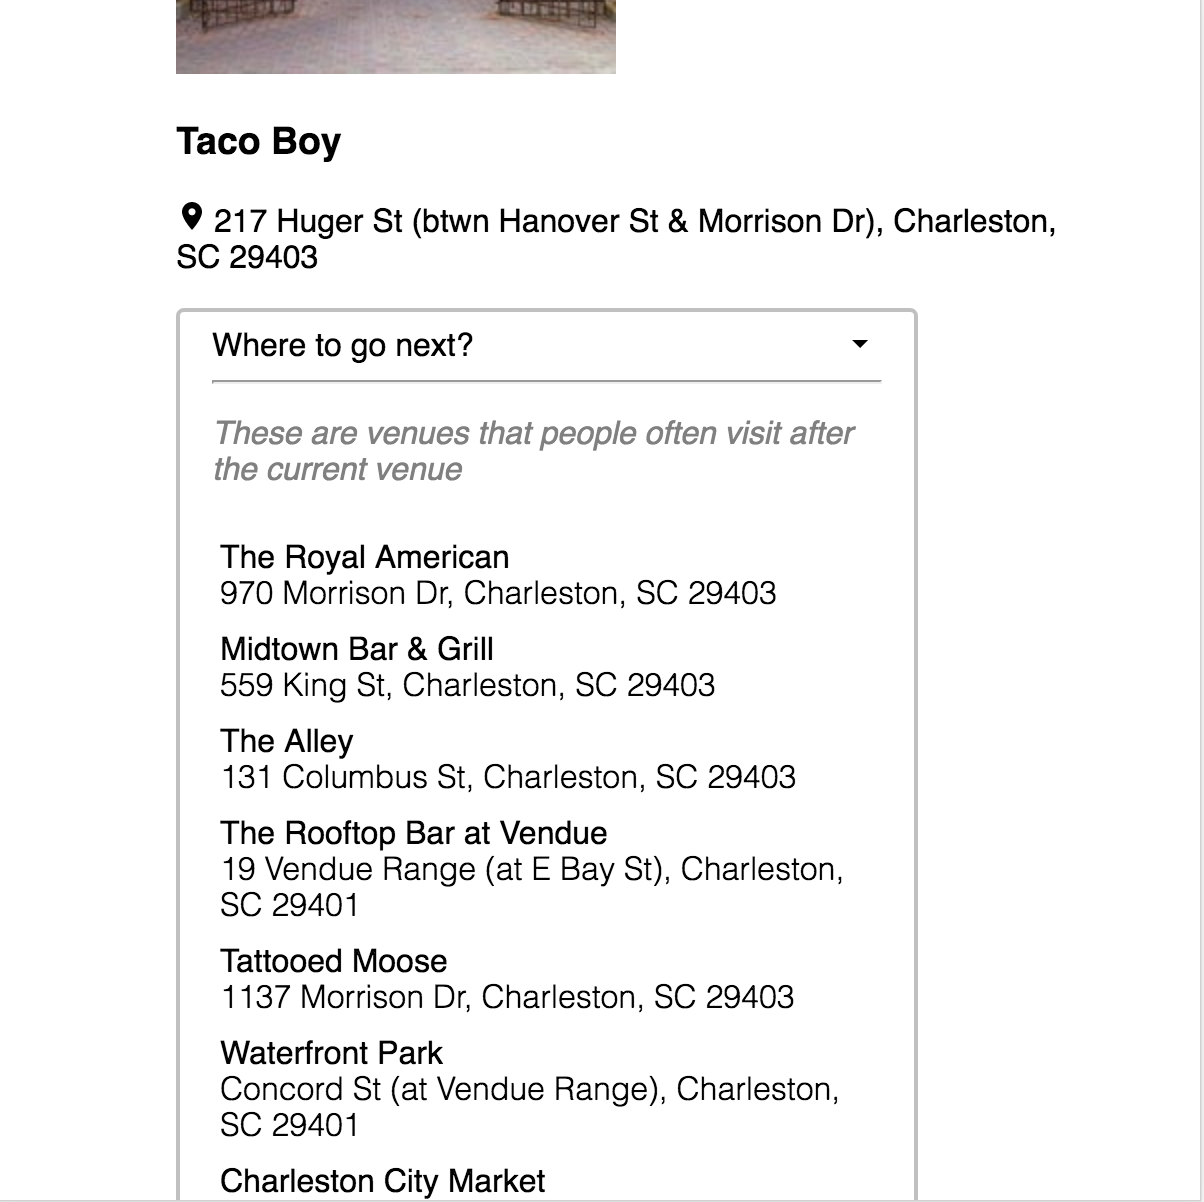 Taco Boy
217 Huger St (btwn Hanover St & Morrison Dr), Charleston,
SC 29403
Where to go next?
These are venues that people often visit after
the current venue
The Royal American
970 Morrison Dr, Charleston, SC 29403
Midtown Bar & Grill
559 King St, Charleston, SC 29403
The Alley
131 Columbus St, Charleston, SC 29403
The Rooftop Bar at Vendue
19 Vendue Range (at E Bay St), Charleston,
SC 29401
Tattooed Moose
1137 Morrison Dr, Charleston, SC 29403
Waterfront Park
Concord St (at Vendue Range), Charleston,
SC 29401
Charleston City Market